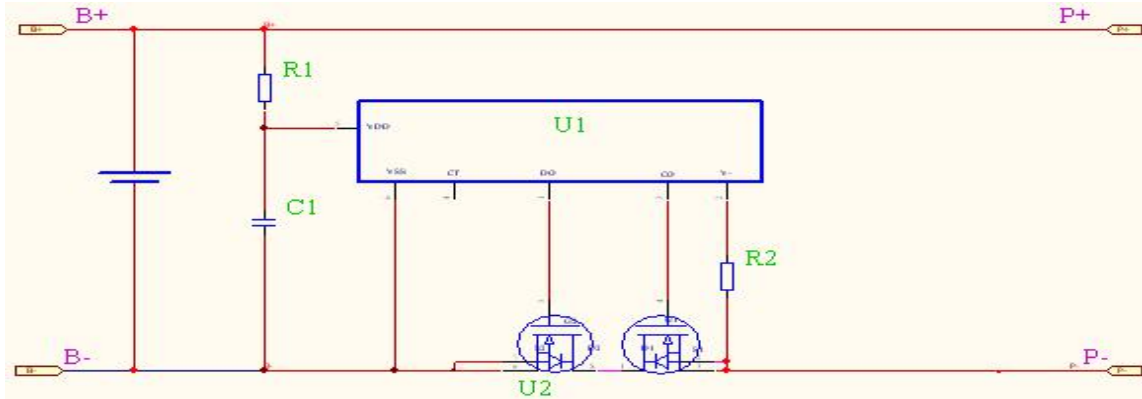 B+
P+
B+
B+
P+
R1
U1
VDD
VSS
CT
DO
CO
V-
C1
R2
B-
P-
U2
B-
P-
P-